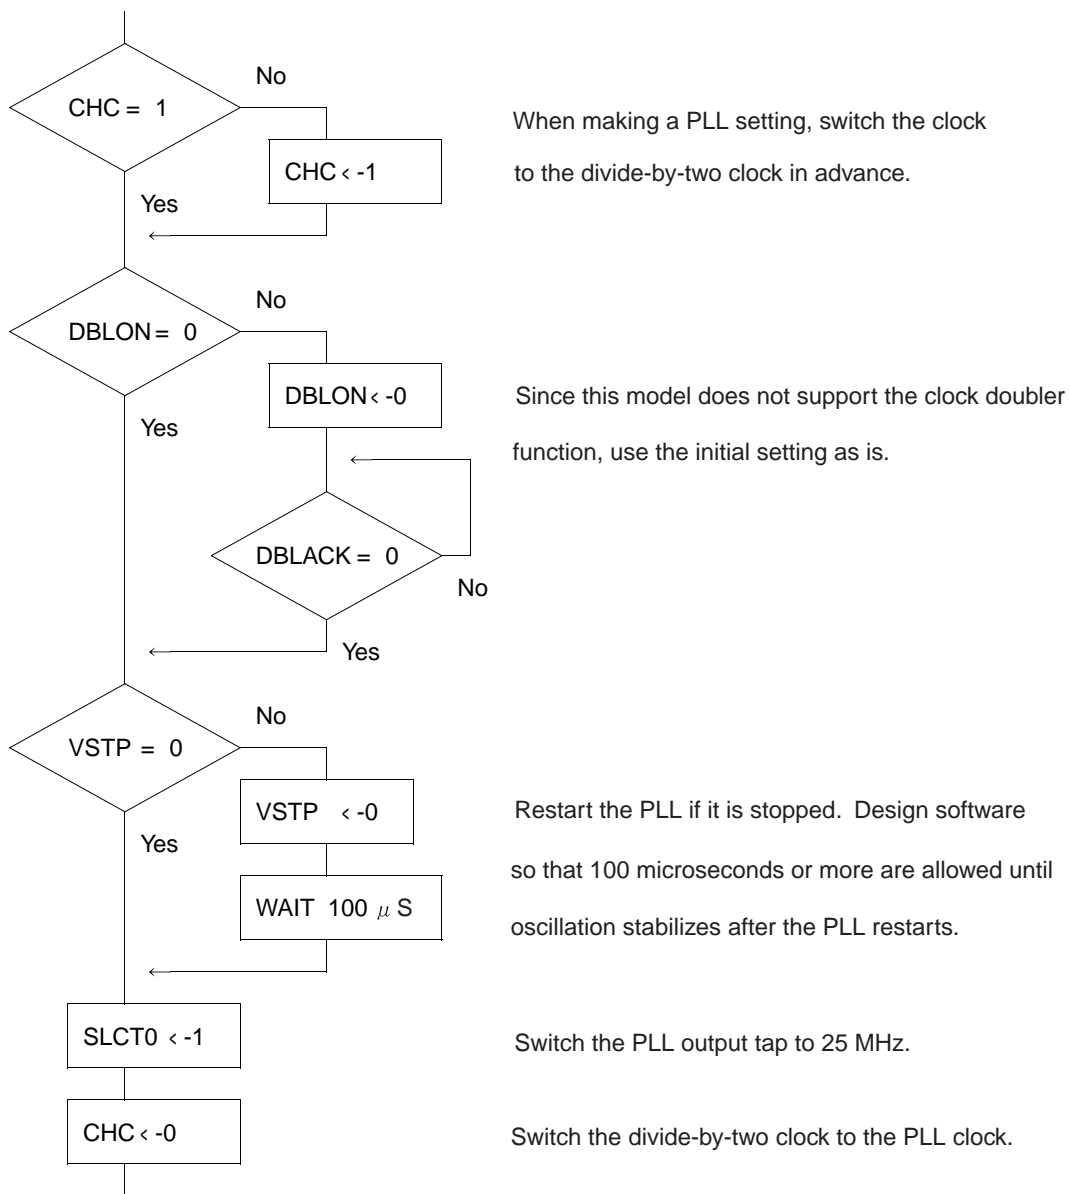 No
CHC = 1
When making a PLL setting, switch the clock
CHC < -1
to the divide-by-two clock in advance.
Yes
No
DBLON = 0
DBLON < -0
Since this model does not support the clock doubler
Yes
function, use the initial setting as is.
DBLACK = 0
No
Yes
No
VSTP = 0
VSTP < -0
Restart the PLL if it is stopped. Design software
Yes
so that 100 microseconds or more are allowed until
WAIT 100 μ S
oscillation stabilizes after the PLL restarts.
SLCT0 < -1
Switch the PLL output tap to 25 MHz.
CHC < -0
Switch the divide-by-two clock to the PLL clock.